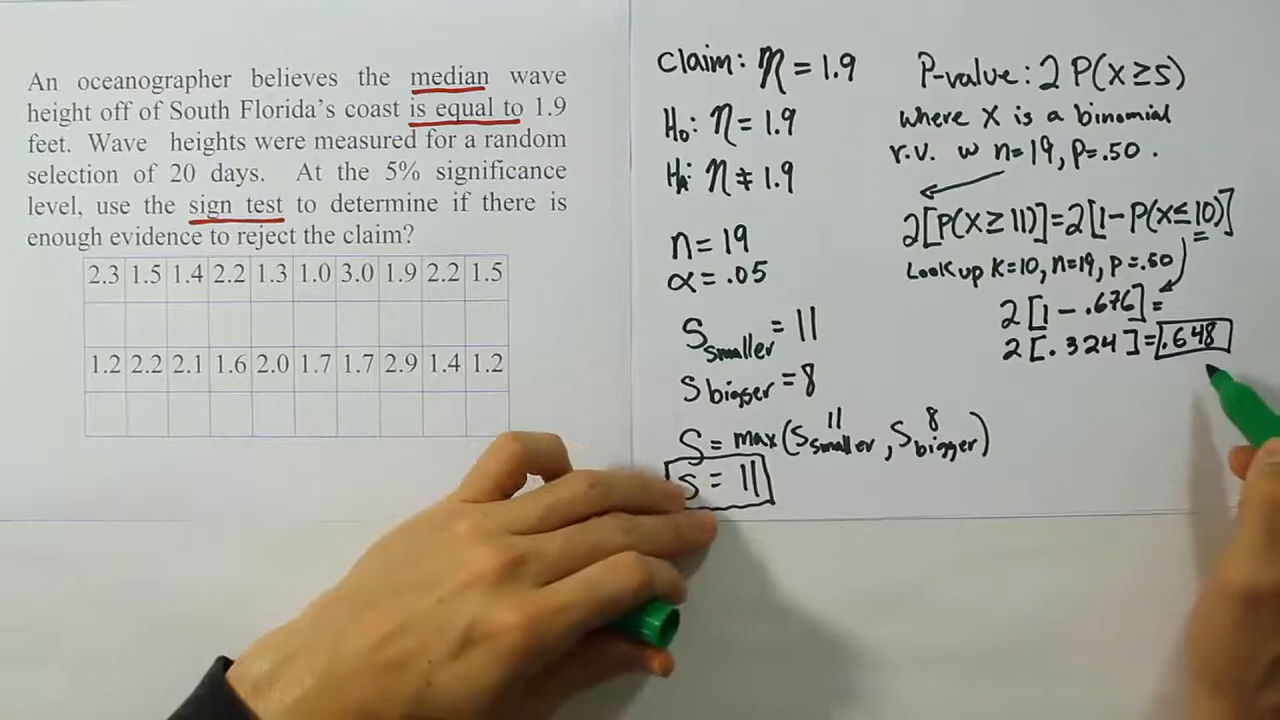 An oceanographer believes the median wave
height off of South Florida's coast is equal to 1.9
feet. Wave heights were measured for a random
selection of 20 days. At the 5% significance
level, use the sign test to determine if there is
enough evidence to reject the claim?
2.3 1.5 1.4 2.2 1.3 1.0 3.0 1.9 2.2 1.5
1.2 2.2 2.1 1.6 2.0 1.7 1.7 2.9 1.4 1.2
Claim: η = 1.9
H₀: η = 1.9
Hₐ: η ≠ 1.9
n = 19
α = .05
S smaller = 11
S bigger = 8
11 8
S = max(S smaller, S bigger)
S = 11
P-value: 2 P(X ≥ S)
where X is a binomial
r.v. w n=19, p=.50.
2[P(X ≥ 11)] = 2[1 - P(X ≤ 10)]
Look up K=10, n=19, p=.50
2[1 - .676] =
2[.324] = .648